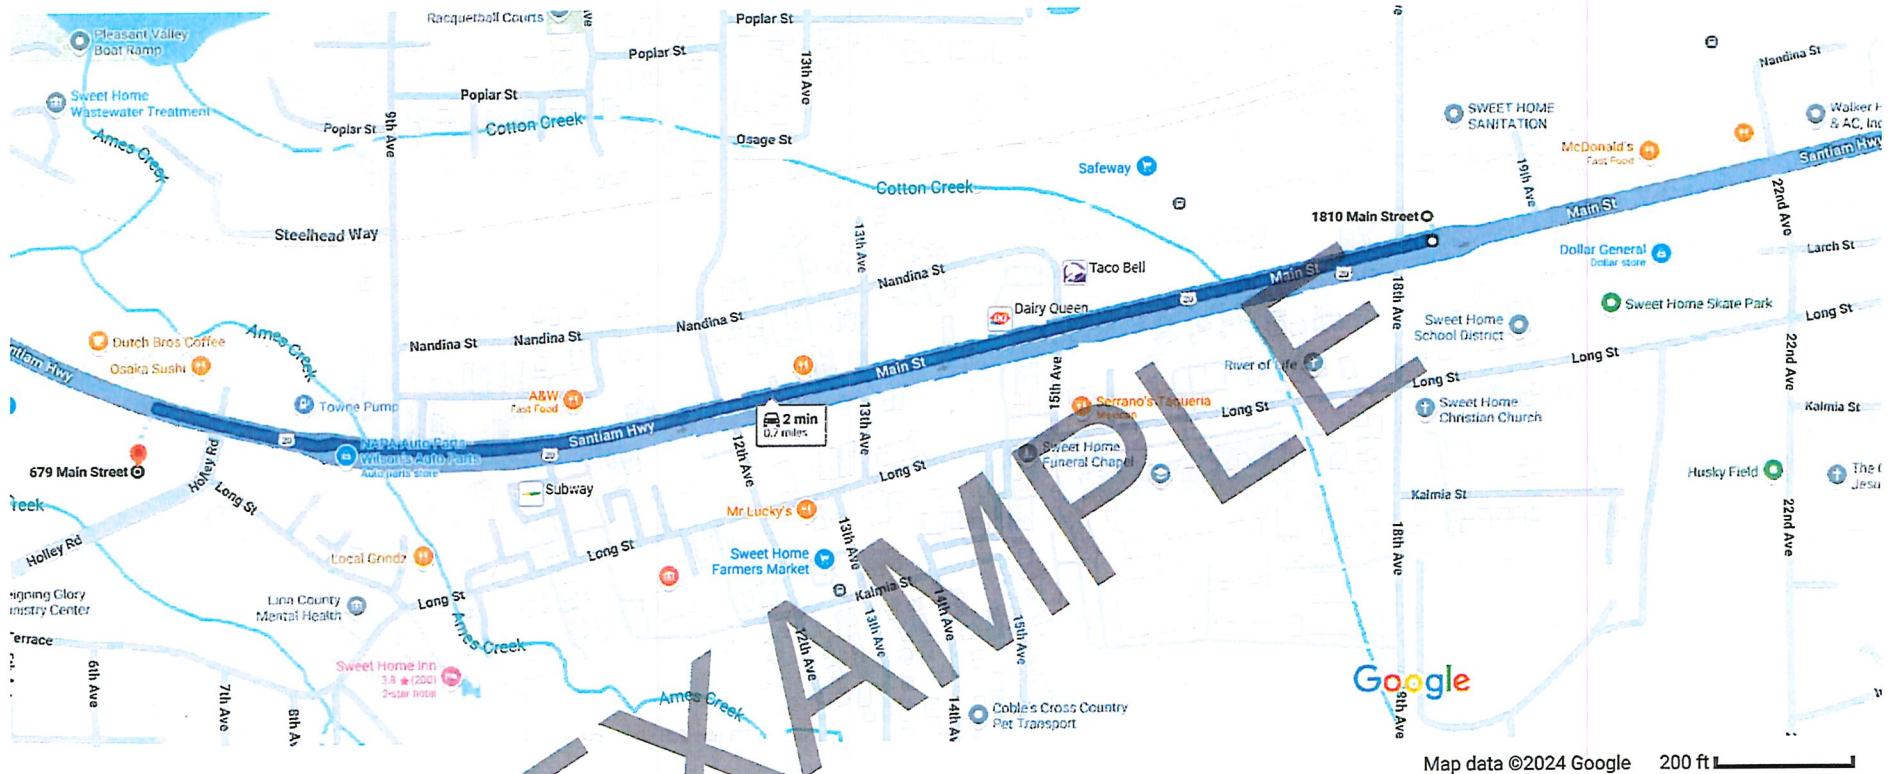 Racquetball Courts
Poplar St
Pleasant Valley
Boat Ramp
Poplar St
13th Ave
Nandina St
Sweet Home
Wastewater Treatment
Poplar St
Poplar St
9th Ave
Cotton Creek
Osage St
SWEET HOME
SANITATION
McDonald's
Fast Food
Walker
& AC, Inc
Santiam Hwy
Ames Creek
Safeway
Cotton Creek
19th Ave
22nd Ave
1810 Main Street
Main St
Steelhead Way
13th Ave
Nandina St
Taco Bell
Main St
20
20
18th Ave
Dollar General
Dollar store
Larch St
Sweet Home Skate Park
Long St
Dairy Queen
DQ
Sweet Home
School District
Nandina St
Nandina St
Nandina St
Ames Creek
Dutch Bros Coffee
Osaka Sushi
Main St
15th Ave
River of Life
Long St
22nd Ave
Long St
Towne Pump
A&W
Fast Food
Serrano's Taqueria
Mexican
Long St
Sweet Home
Christian Church
Kalmia St
2 min
0.7 miles
13th Ave
Santiam Hwy
20
20
NAPA Auto Parts
Wilson's Auto Parts
Auto parts store
12th Ave
Sweet Home
Funeral Chapel
679 Main Street
Holley Rd
Long St
Subway
Long St
Husky Field
Kalmia St
Mr Lucky's
13th Ave
18th Ave
22nd Ave
Holley Rd
Local Grindz
Long St
Sweet Home
Farmers Market
Kalmia St
Linn County
Mental Health
Long St
Ames Creek
12th Ave
13th Ave
14th Ave
15th Ave
6th Ave
7th Ave
Sweet Home Inn
3.8 ★ (200)
2-star hotel
Ames Creek
14th Av
Coble's Cross Country
Pet Transport
Google
EXAMPLE
Map data ©2024 Google 200 ft